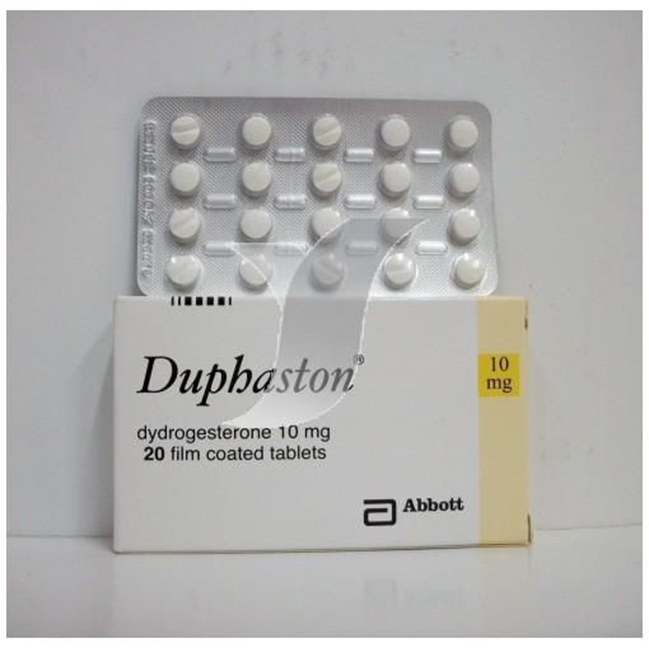 Duphaston®
10
mg
dydrogesterone 10 mg
20 film coated tablets
Abbott